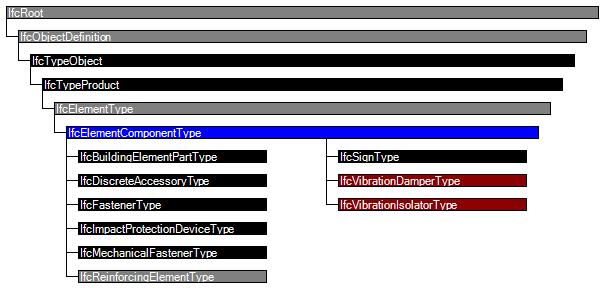 IfcRoot
IfcObjectDefinition
IfcTypeObject
IfcTypeProduct
IfcElementType
IfcElementComponentType
IfcBuildingElementPartType
IfcDiscreteAccessoryType
IfcFastenerType
IfcImpactProtectionDeviceType
IfcMechanicalFastenerType
IfcReinforcingElementType
IfcSignType
IfcVibrationDamperType
IfcVibrationIsolatorType